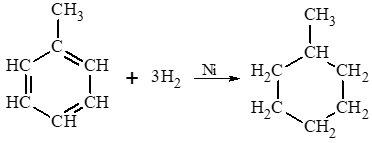 CH3 CH3
C CH
HC CH + 3H2 Ni H2C CH2
HC CH H2C CH2
CH CH2